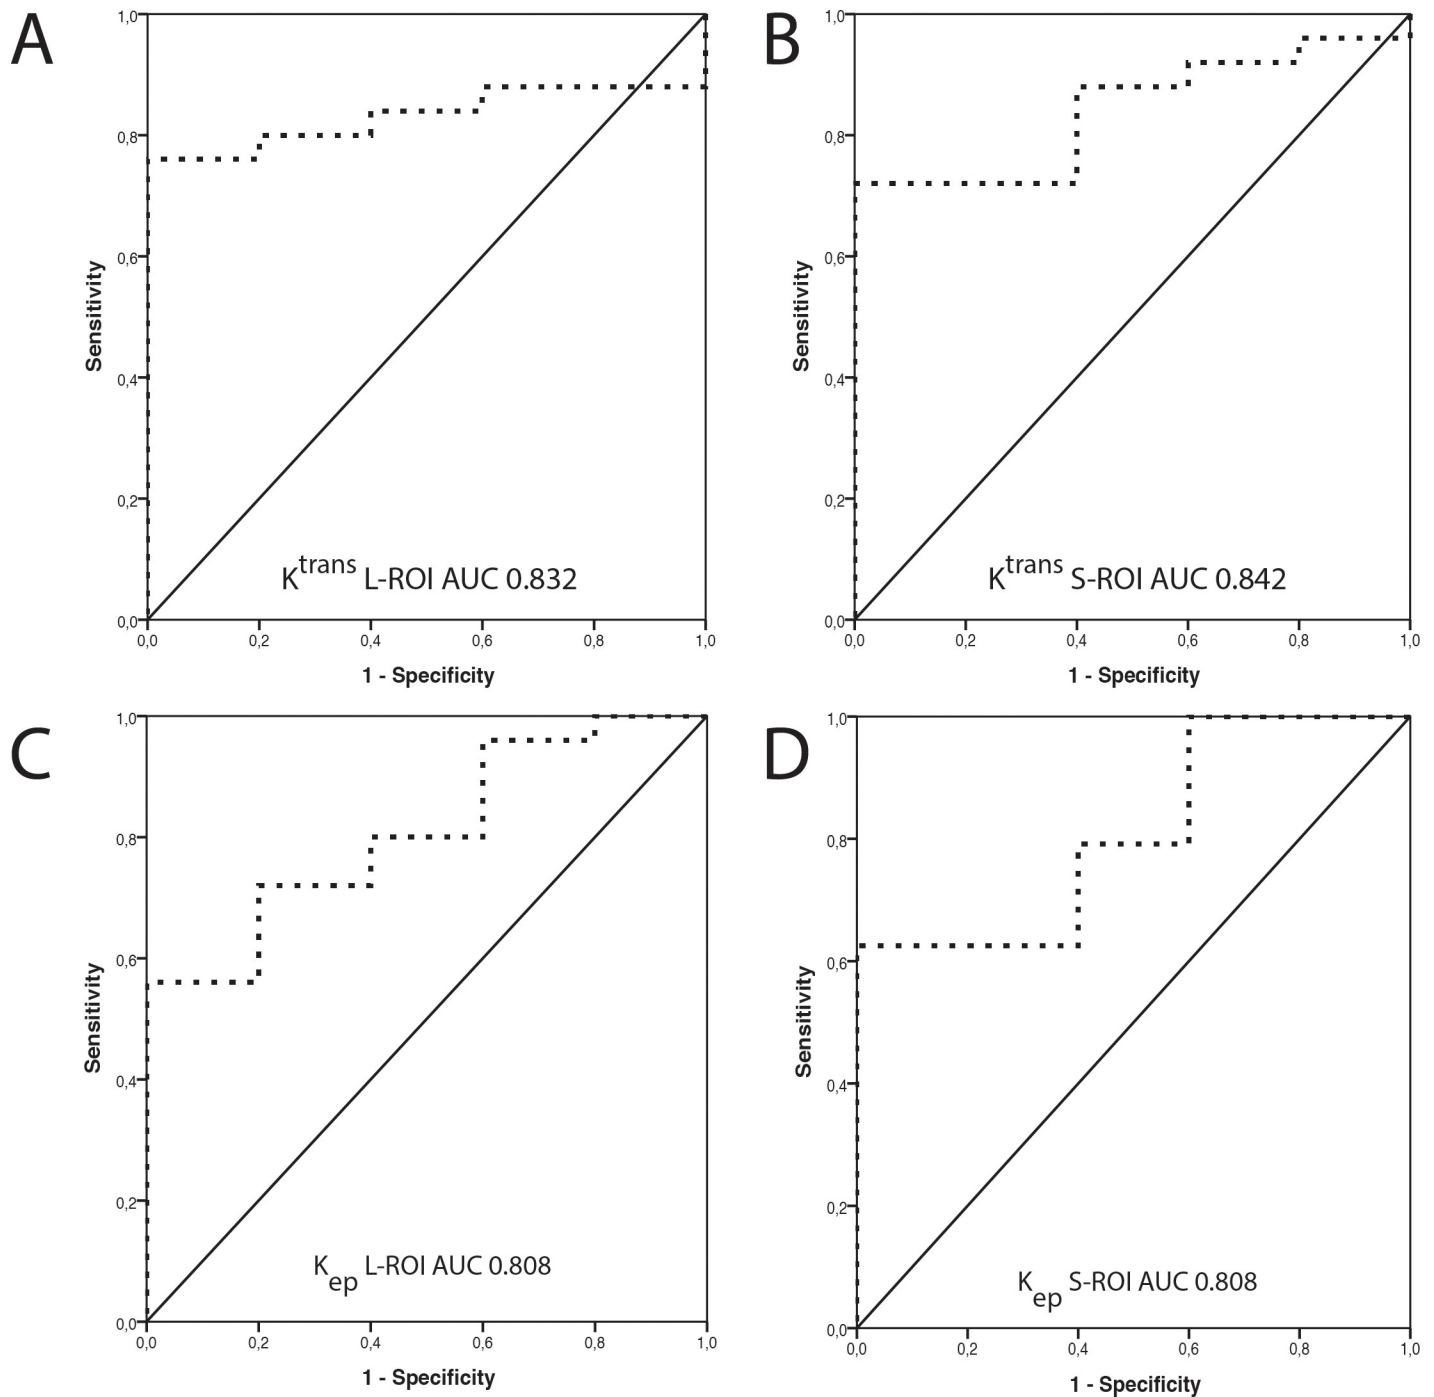 A
1,0
0,8
0,6
0,4
0,2
0,0
Sensitivity
K^trans L-ROI AUC 0.832
0,0 0,2 0,4 0,6 0,8 1,0
1 - Specificity
B
1,0
0,8
0,6
0,4
0,2
0,0
Sensitivity
K^trans S-ROI AUC 0.842
0,0 0,2 0,4 0,6 0,8 1,0
1 - Specificity
C
1,0
0,8
0,6
0,4
0,2
0,0
Sensitivity
K_ep L-ROI AUC 0.808
0,0 0,2 0,4 0,6 0,8 1,0
1 - Specificity
D
1,0
0,8
0,6
0,4
0,2
0,0
Sensitivity
K_ep S-ROI AUC 0.808
0,0 0,2 0,4 0,6 0,8 1,0
1 - Specificity